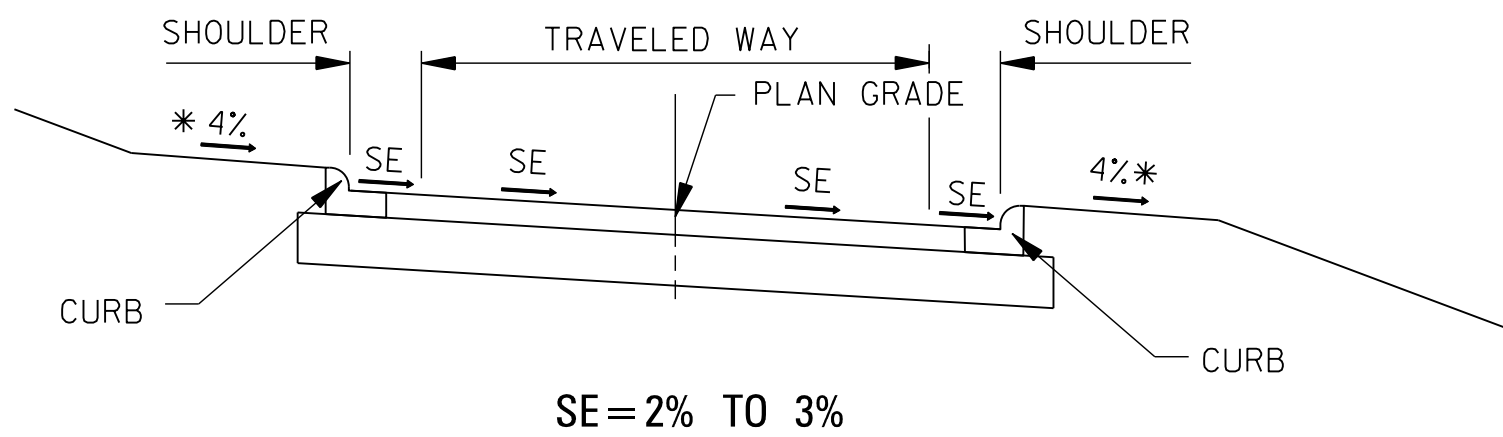 SHOULDER
TRAVELED WAY
SHOULDER
PLAN GRADE
* 4%
SE
SE
SE
SE
4%*
CURB
CURB
SE=2% TO 3%